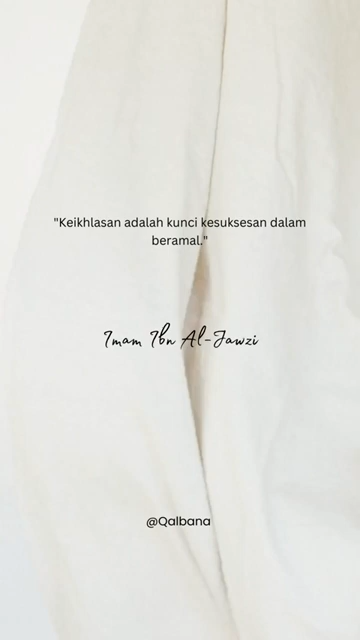 "Keikhlasan adalah kunci kesuksesan dalam
beramal."
Imam Ibn Al-Jawzi
@Qalbana